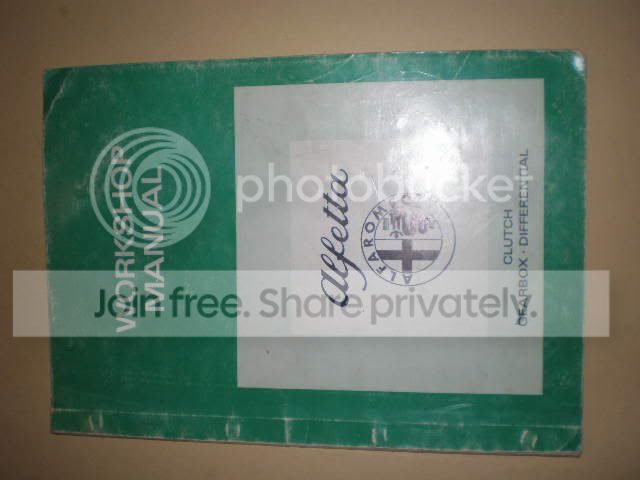 WORKSHOP
MANUAL
Alfetta
ALFA ROMEO
CLUTCH
GEARBOX · DIFFERENTIAL
photobucket
Join free. Share privately.